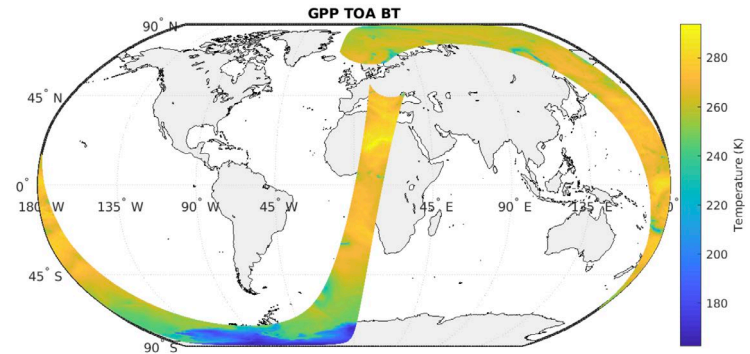 GPP TOA BT
90° N
45° N
0°
180° W 135° W 90° W 45° W 45° E 90° E 135° E 0°
45° S
90° S
280
260
240
220
200
180
Temperature (K)